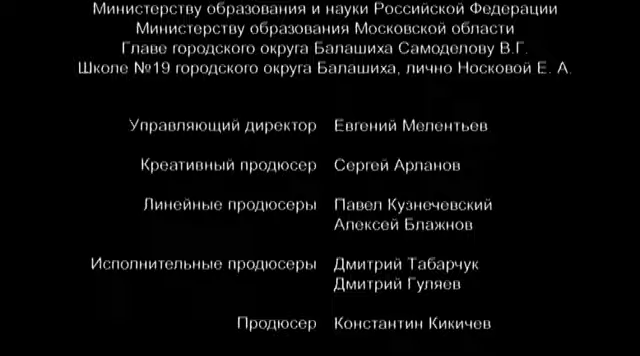 Министерству образования и науки Российской Федерации
Министерству образования Московской области
Главе городского округа Балашиха Самоделову В.Г.
Школе №19 городского округа Балашиха, лично Носковой Е. А.
Управляющий директор Евгений Мелентьев
Креативный продюсер Сергей Арланов
Линейные продюсеры Павел Кузнечевский
Алексей Блажнов
Исполнительные продюсеры Дмитрий Табарчук
Дмитрий Гуляев
Продюсер Константин Кикичев